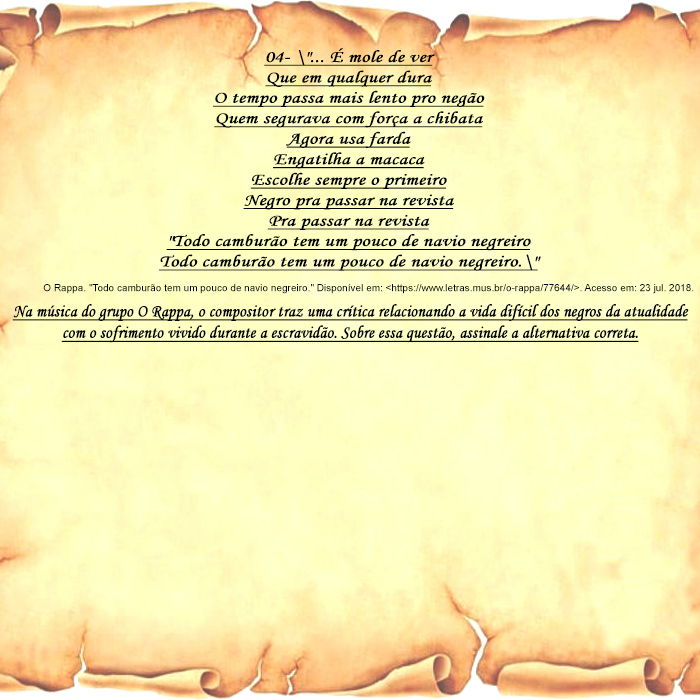 04- \"... É mole de ver
Que em qualquer dura
O tempo passa mais lento pro negão
Quem segurava com força a chibata
Agora usa farda
Engatilha a macaca
Escolhe sempre o primeiro
Negro pra passar na revista
Pra passar na revista
"Todo camburão tem um pouco de navio negreiro
Todo camburão tem um pouco de navio negreiro.\"
O Rappa. "Todo camburão tem um pouco de navio negreiro." Disponível em: <https://www.letras.mus.br/o-rappa/77644/>. Acesso em: 23 jul. 2018.
Na música do grupo O Rappa, o compositor traz uma crítica relacionando a vida difícil dos negros da atualidade
com o sofrimento vivido durante a escravidão. Sobre essa questão, assinale a alternativa correta.